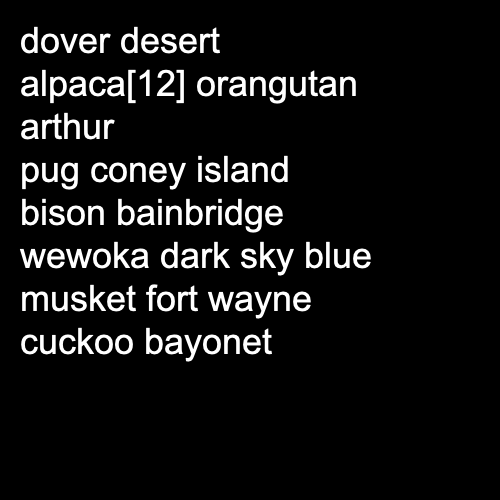 dover desert
alpaca[12] orangutan
arthur
pug coney island
bison bainbridge
wewoka dark sky blue
musket fort wayne
cuckoo bayonet